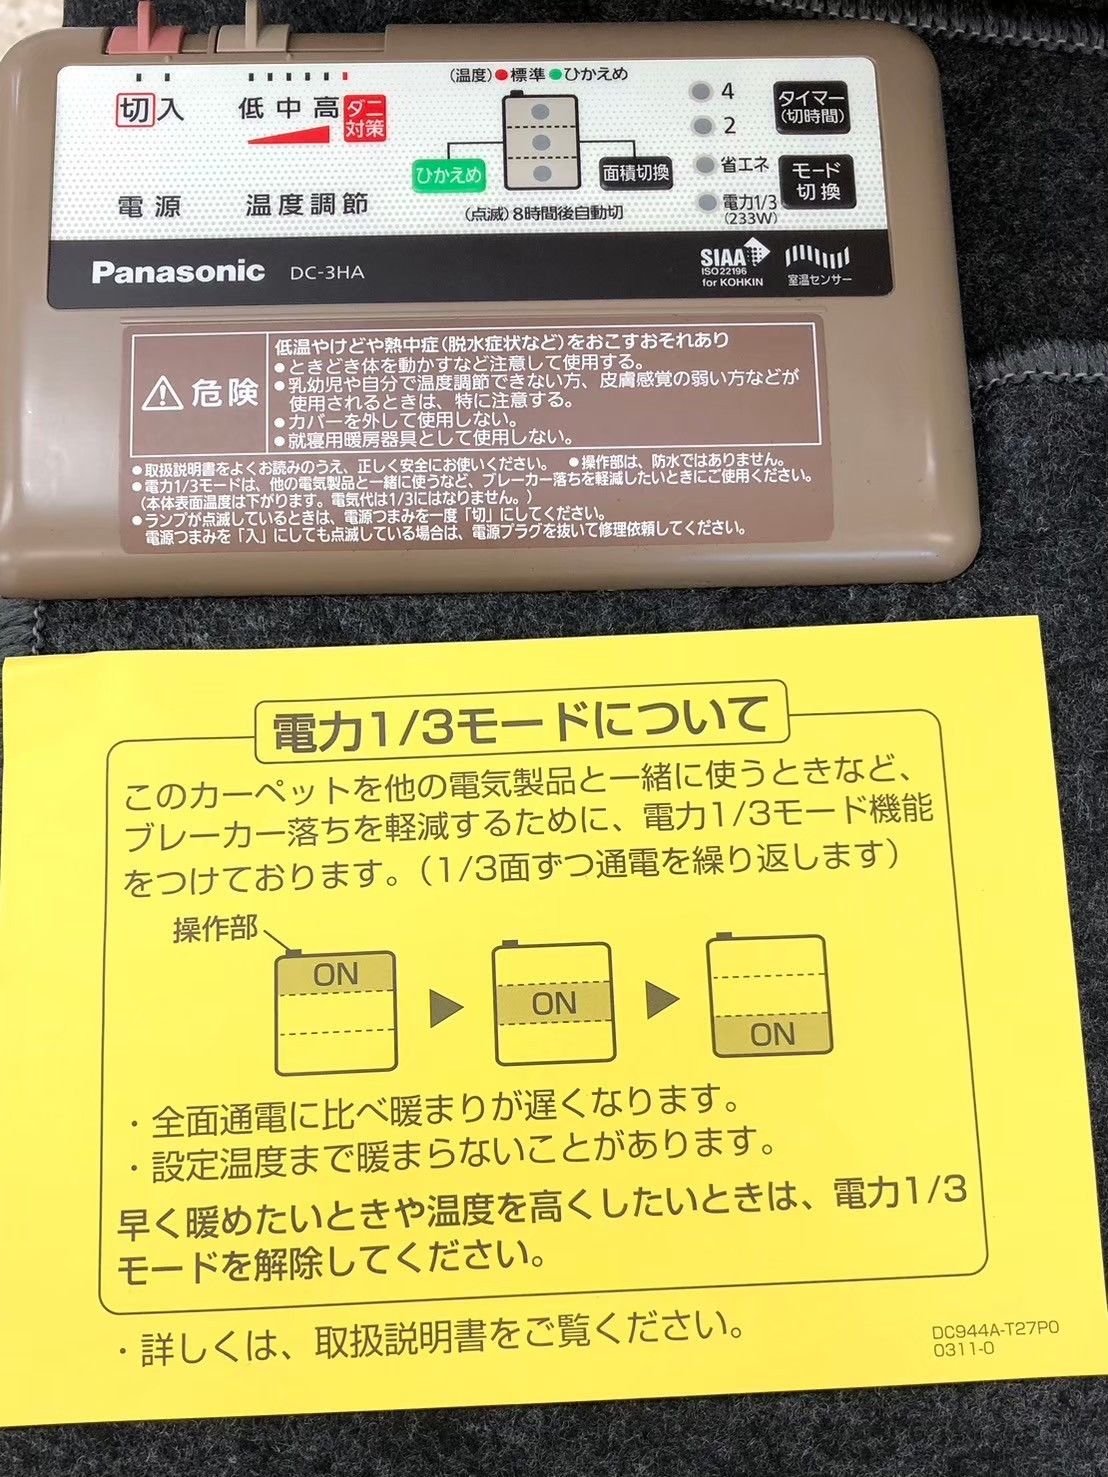 切 入
低 中 高 ダニ対策
電源
温度調節
(温度)●標準●ひかえめ
ひかえめ
面積切換
(点滅)8時間後自動切
4
2
省エネ
電力1/3
(233W)
タイマー
(切時間)
モード
切換
Panasonic DC-3HA
SIAA
ISO22196
for KOHKIN
室温センサー
危険
低温やけどや熱中症(脱水症状など)をおこすおそれあり
●ときどき体を動かすなど注意して使用する。
●乳幼児や自分で温度調節できない方、皮膚感覚の弱い方などが
使用されるときは、特に注意する。
●カバーを外して使用しない。
●就寝用暖房器具として使用しない。
●取扱説明書をよくお読みのうえ、正しく安全にお使いください。 ●操作部は、防水ではありません。
●電力1/3モードは、他の電気製品と一緒に使うなど、ブレーカー落ちを軽減したいときにご使用ください。
(本体表面温度は下がります。電気代は1/3にはなりません。)
●ランプが点滅しているときは、電源つまみを一度「切」にしてください。
電源つまみを「入」にしても点滅している場合は、電源プラグを抜いて修理依頼してください。
電力1/3モードについて
このカーペットを他の電気製品と一緒に使うときなど、
ブレーカー落ちを軽減するために、電力1/3モード機能
をつけております。(1/3面ずつ通電を繰り返します)
操作部
ON
ON
ON
・全面通電に比べ暖まりが遅くなります。
・設定温度まで暖まらないことがあります。
早く暖めたいときや温度を高くしたいときは、電力1/3
モードを解除してください。
・詳しくは、取扱説明書をご覧ください。
DC944A-T27P0
0311-0